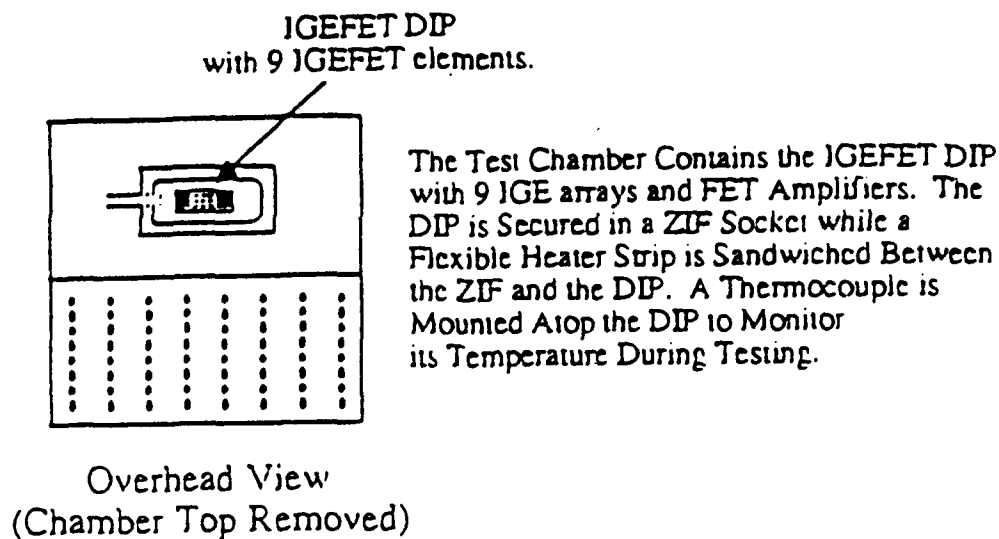 IGEFET DIP
with 9 IGEFET elements.
The Test Chamber Contains the IGEFET DIP
with 9 IGE arrays and FET Amplifiers. The
DIP is Secured in a ZIF Socket while a
Flexible Heater Strip is Sandwiched Between
the ZIF and the DIP. A Thermocouple is
Mounted Atop the DIP to Monitor
its Temperature During Testing.
Overhead View
(Chamber Top Removed)